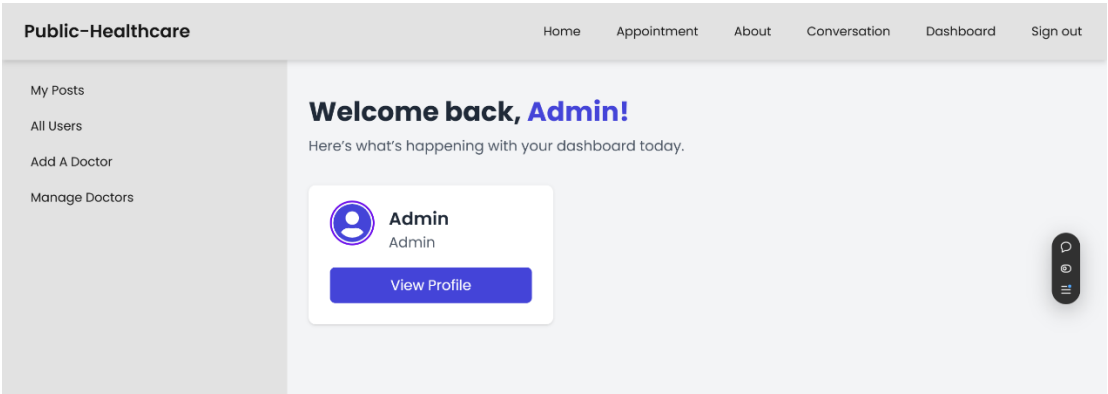 Public-Healthcare
Home Appointment About Conversation Dashboard Sign out
My Posts
All Users
Add A Doctor
Manage Doctors
Welcome back, Admin!
Here's what's happening with your dashboard today.
Admin
Admin
View Profile